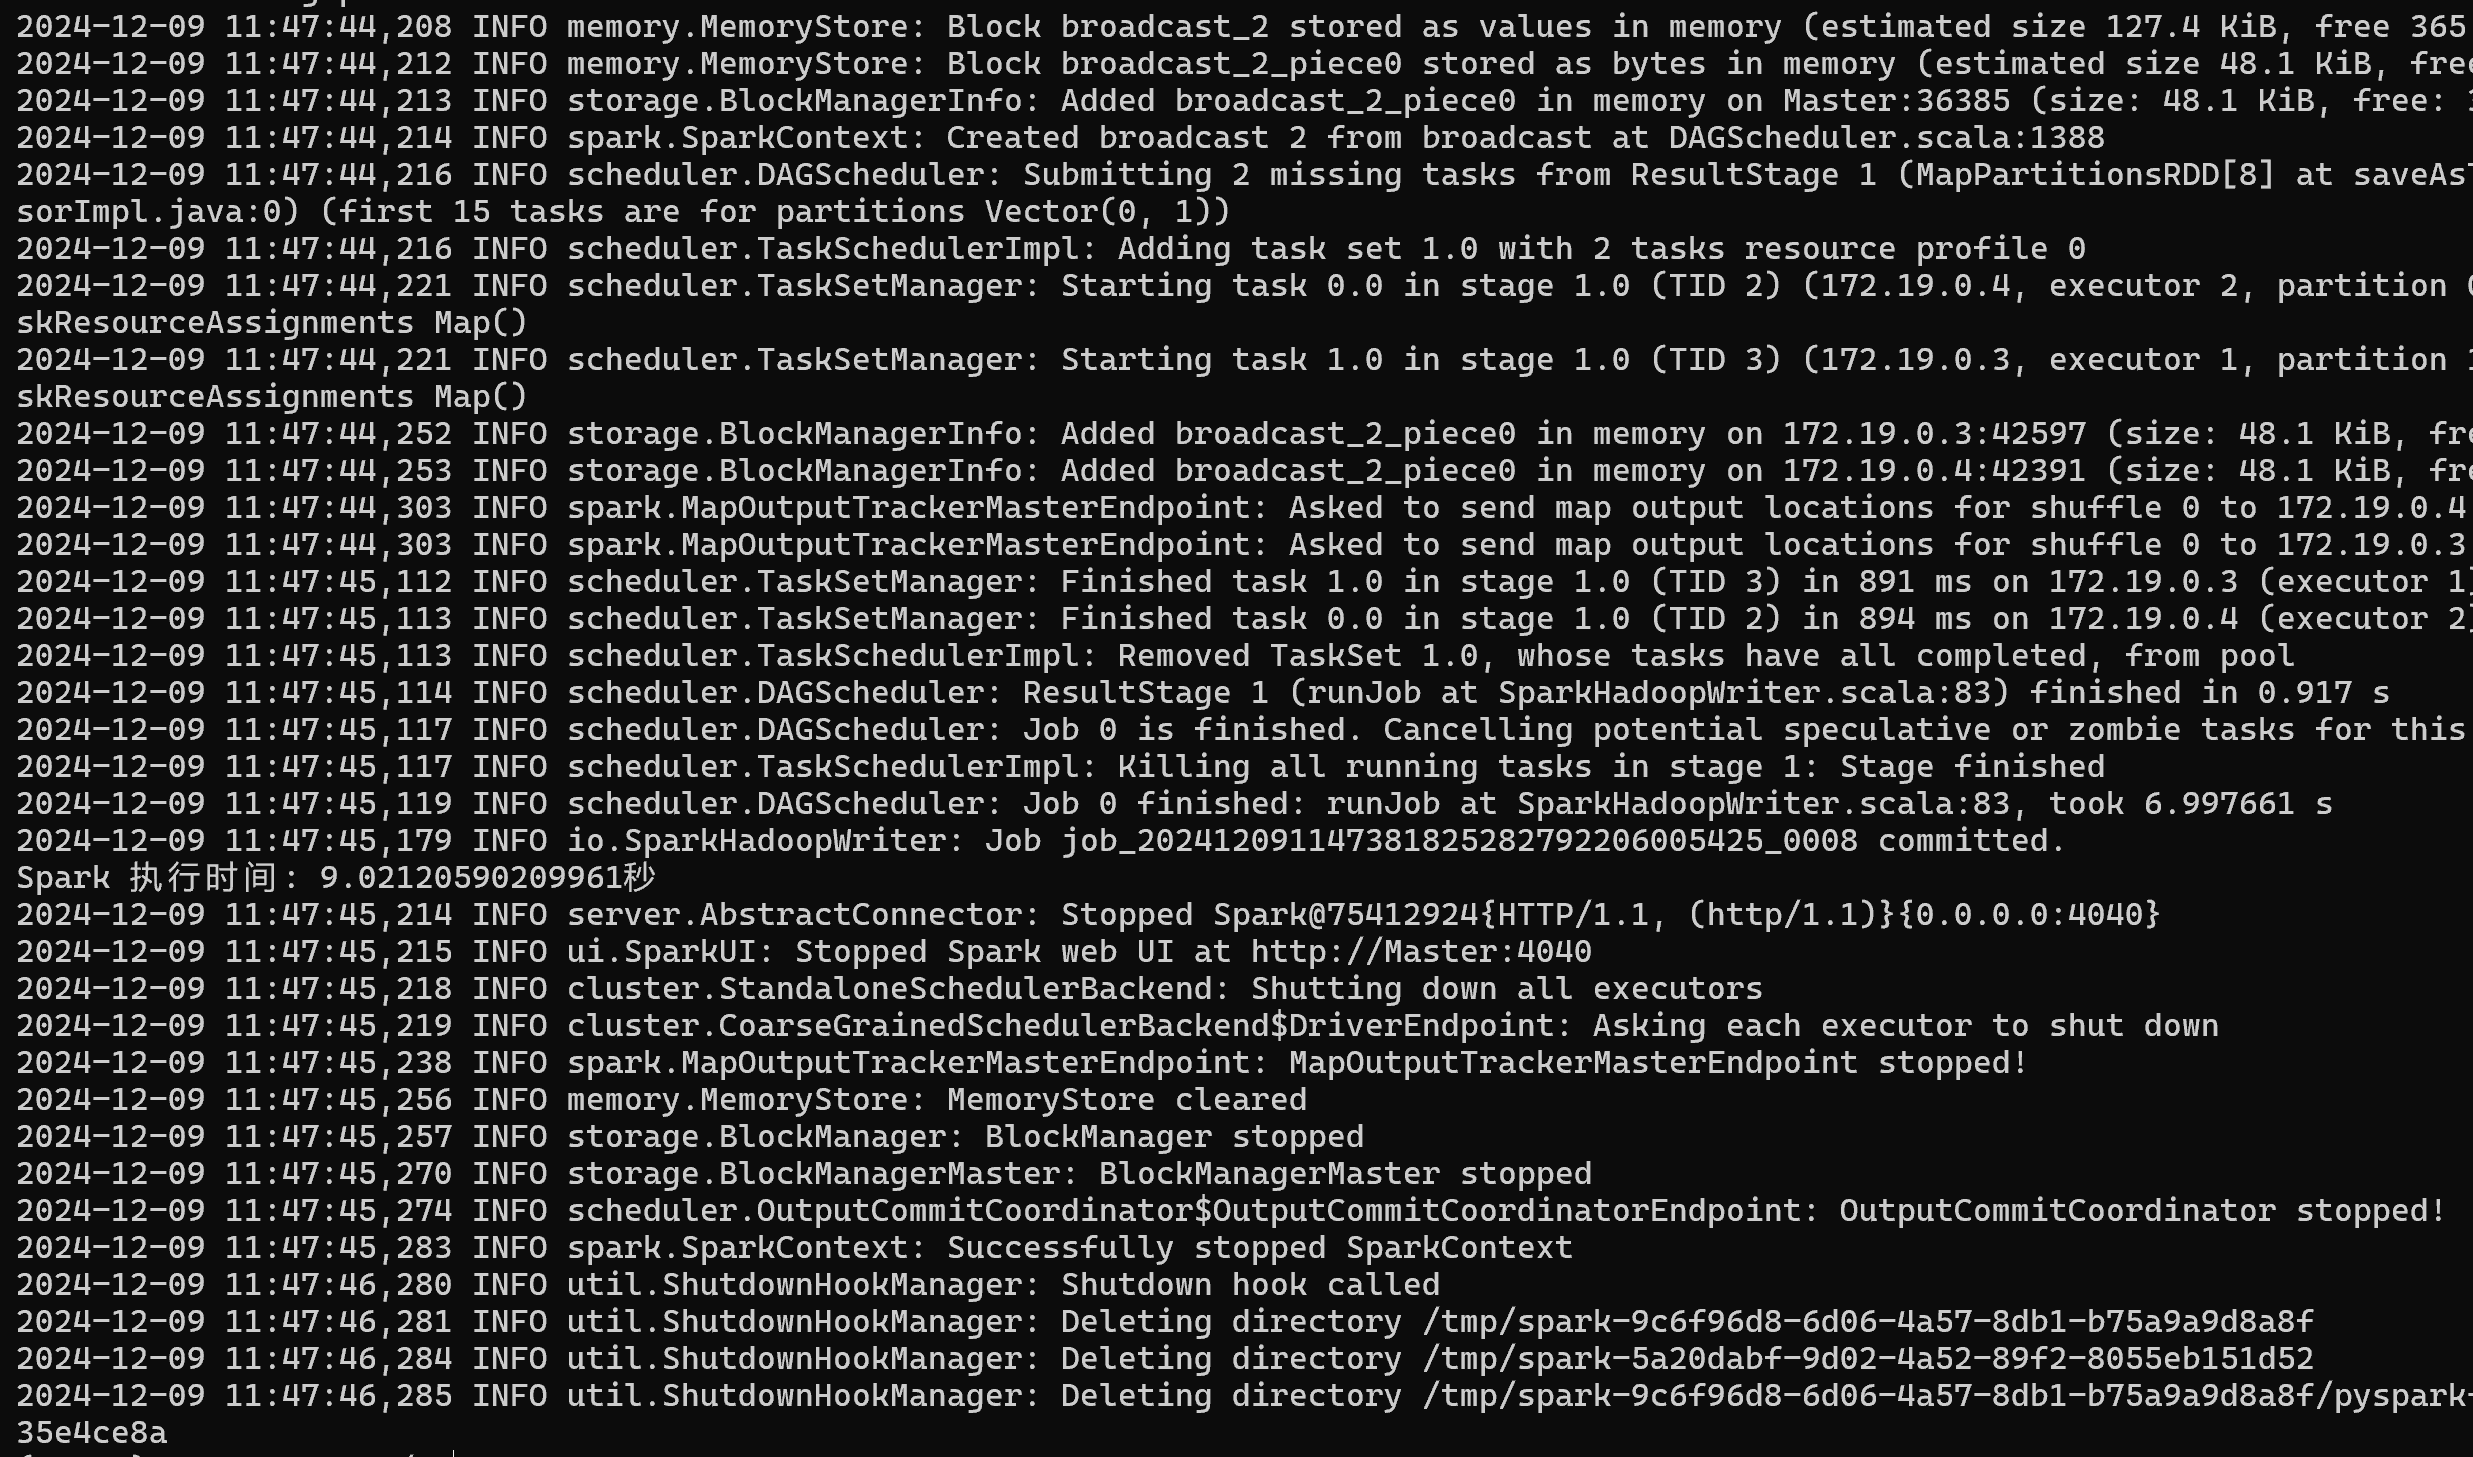 2024-12-09 11:47:44,208 INFO memory.MemoryStore: Block broadcast_2 stored as values in memory (estimated size 127.4 KiB, free 365
2024-12-09 11:47:44,212 INFO memory.MemoryStore: Block broadcast_2_piece0 stored as bytes in memory (estimated size 48.1 KiB, free
2024-12-09 11:47:44,213 INFO storage.BlockManagerInfo: Added broadcast_2_piece0 in memory on Master:36385 (size: 48.1 KiB, free:
2024-12-09 11:47:44,214 INFO spark.SparkContext: Created broadcast 2 from broadcast at DAGScheduler.scala:1388
2024-12-09 11:47:44,216 INFO scheduler.DAGScheduler: Submitting 2 missing tasks from ResultStage 1 (MapPartitionsRDD[8] at saveAsT
sorImpl.java:0) (first 15 tasks are for partitions Vector(0, 1))
2024-12-09 11:47:44,216 INFO scheduler.TaskSchedulerImpl: Adding task set 1.0 with 2 tasks resource profile 0
2024-12-09 11:47:44,221 INFO scheduler.TaskSetManager: Starting task 0.0 in stage 1.0 (TID 2) (172.19.0.4, executor 2, partition 0
skResourceAssignments Map()
2024-12-09 11:47:44,221 INFO scheduler.TaskSetManager: Starting task 1.0 in stage 1.0 (TID 3) (172.19.0.3, executor 1, partition 1
skResourceAssignments Map()
2024-12-09 11:47:44,252 INFO storage.BlockManagerInfo: Added broadcast_2_piece0 in memory on 172.19.0.3:42597 (size: 48.1 KiB, fre
2024-12-09 11:47:44,253 INFO storage.BlockManagerInfo: Added broadcast_2_piece0 in memory on 172.19.0.4:42391 (size: 48.1 KiB, fre
2024-12-09 11:47:44,303 INFO spark.MapOutputTrackerMasterEndpoint: Asked to send map output locations for shuffle 0 to 172.19.0.4
2024-12-09 11:47:44,303 INFO spark.MapOutputTrackerMasterEndpoint: Asked to send map output locations for shuffle 0 to 172.19.0.3
2024-12-09 11:47:45,112 INFO scheduler.TaskSetManager: Finished task 1.0 in stage 1.0 (TID 3) in 891 ms on 172.19.0.3 (executor 1)
2024-12-09 11:47:45,113 INFO scheduler.TaskSetManager: Finished task 0.0 in stage 1.0 (TID 2) in 894 ms on 172.19.0.4 (executor 2)
2024-12-09 11:47:45,113 INFO scheduler.TaskSchedulerImpl: Removed TaskSet 1.0, whose tasks have all completed, from pool
2024-12-09 11:47:45,114 INFO scheduler.DAGScheduler: ResultStage 1 (runJob at SparkHadoopWriter.scala:83) finished in 0.917 s
2024-12-09 11:47:45,117 INFO scheduler.DAGScheduler: Job 0 is finished. Cancelling potential speculative or zombie tasks for this
2024-12-09 11:47:45,117 INFO scheduler.TaskSchedulerImpl: Killing all running tasks in stage 1: Stage finished
2024-12-09 11:47:45,119 INFO scheduler.DAGScheduler: Job 0 finished: runJob at SparkHadoopWriter.scala:83, took 6.997661 s
2024-12-09 11:47:45,179 INFO io.SparkHadoopWriter: Job job_202412091147381825282792206005425_0008 committed.
Spark 执行时间: 9.02120590209961秒
2024-12-09 11:47:45,214 INFO server.AbstractConnector: Stopped Spark@75412924{HTTP/1.1, (http/1.1)}{0.0.0.0:4040}
2024-12-09 11:47:45,215 INFO ui.SparkUI: Stopped Spark web UI at http://Master:4040
2024-12-09 11:47:45,218 INFO cluster.StandaloneSchedulerBackend: Shutting down all executors
2024-12-09 11:47:45,219 INFO cluster.CoarseGrainedSchedulerBackend$DriverEndpoint: Asking each executor to shut down
2024-12-09 11:47:45,238 INFO spark.MapOutputTrackerMasterEndpoint: MapOutputTrackerMasterEndpoint stopped!
2024-12-09 11:47:45,256 INFO memory.MemoryStore: MemoryStore cleared
2024-12-09 11:47:45,257 INFO storage.BlockManager: BlockManager stopped
2024-12-09 11:47:45,270 INFO storage.BlockManagerMaster: BlockManagerMaster stopped
2024-12-09 11:47:45,274 INFO scheduler.OutputCommitCoordinator$OutputCommitCoordinatorEndpoint: OutputCommitCoordinator stopped!
2024-12-09 11:47:45,283 INFO spark.SparkContext: Successfully stopped SparkContext
2024-12-09 11:47:46,280 INFO util.ShutdownHookManager: Shutdown hook called
2024-12-09 11:47:46,281 INFO util.ShutdownHookManager: Deleting directory /tmp/spark-9c6f96d8-6d06-4a57-8db1-b75a9a9d8a8f
2024-12-09 11:47:46,284 INFO util.ShutdownHookManager: Deleting directory /tmp/spark-5a20dabf-9d02-4a52-89f2-8055eb151d52
2024-12-09 11:47:46,285 INFO util.ShutdownHookManager: Deleting directory /tmp/spark-9c6f96d8-6d06-4a57-8db1-b75a9a9d8a8f/pyspark-
35e4ce8a